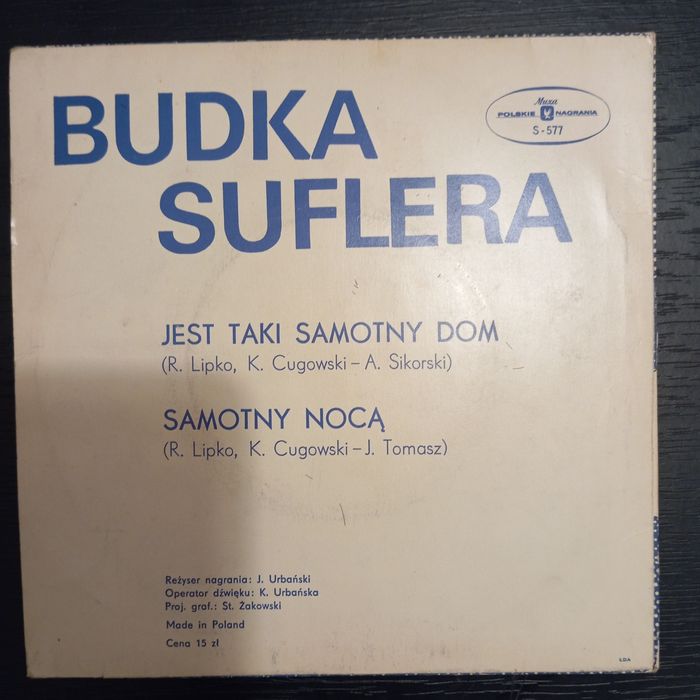 BUDKA
SUFLERA
Muza
POLSKIE NAGRANIA
S-577
JEST TAKI SAMOTNY DOM
(R. Lipko, K. Cugowski – A. Sikorski)
SAMOTNY NOCĄ
(R. Lipko, K. Cugowski – J. Tomasz)
Reżyser nagrania: J. Urbański
Operator dźwięku: K. Urbańska
Proj. graf.: St. Żakowski
Made in Poland
Cena 15 zł